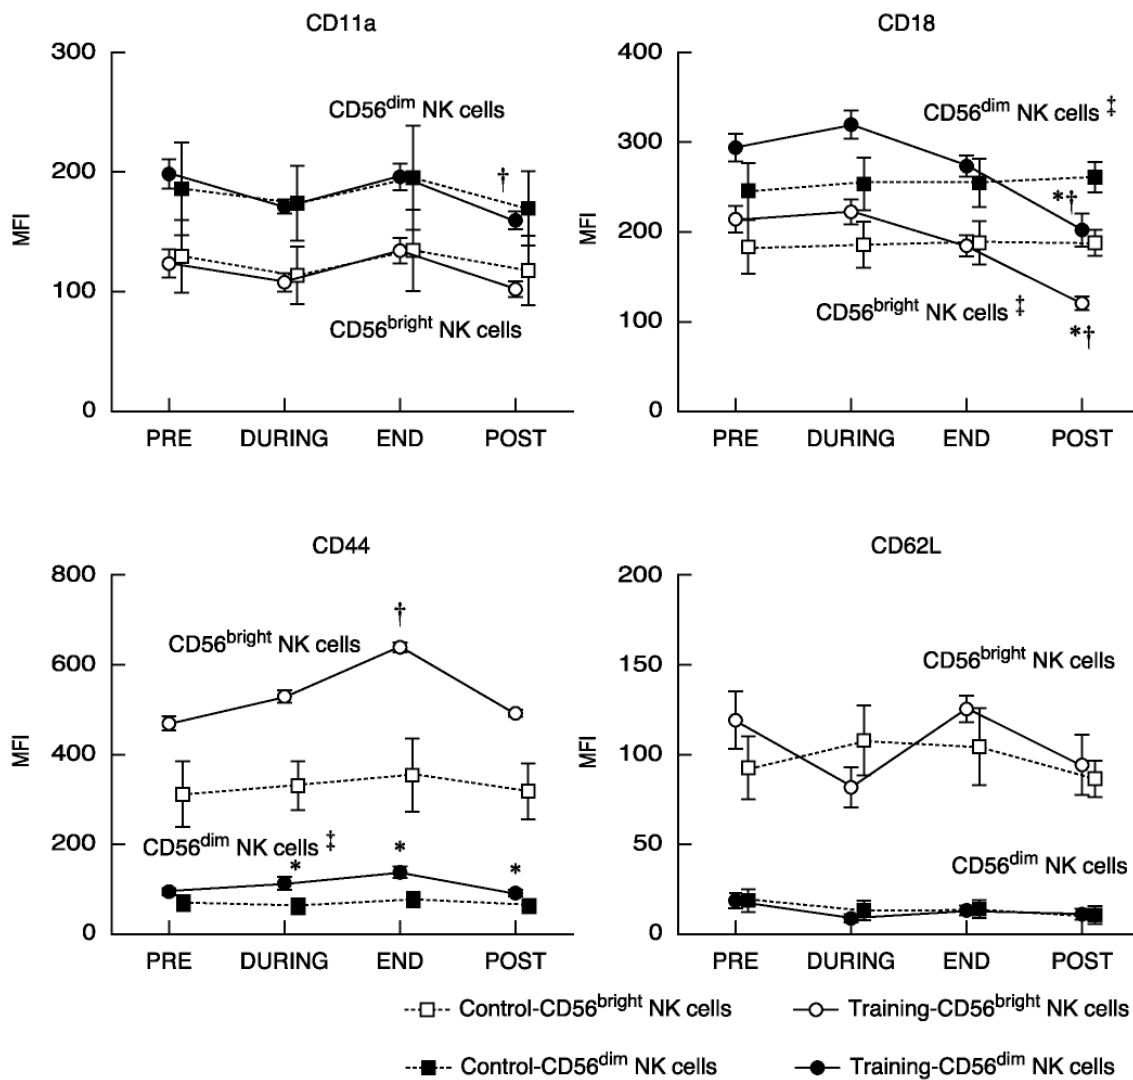 CD11a
300
200
100
0
MFI
CD56dim NK cells
†
CD56bright NK cells
PRE DURING END POST
CD18
400
300
200
100
0
MFI
CD56dim NK cells ‡
*†
CD56bright NK cells ‡
*†
PRE DURING END POST
CD44
800
600
400
200
0
MFI
†
CD56bright NK cells
CD56dim NK cells ‡
* * *
PRE DURING END POST
CD62L
200
150
100
50
0
MFI
CD56bright NK cells
CD56dim NK cells
PRE DURING END POST
Control-CD56bright NK cells
Training-CD56bright NK cells
Control-CD56dim NK cells
Training-CD56dim NK cells